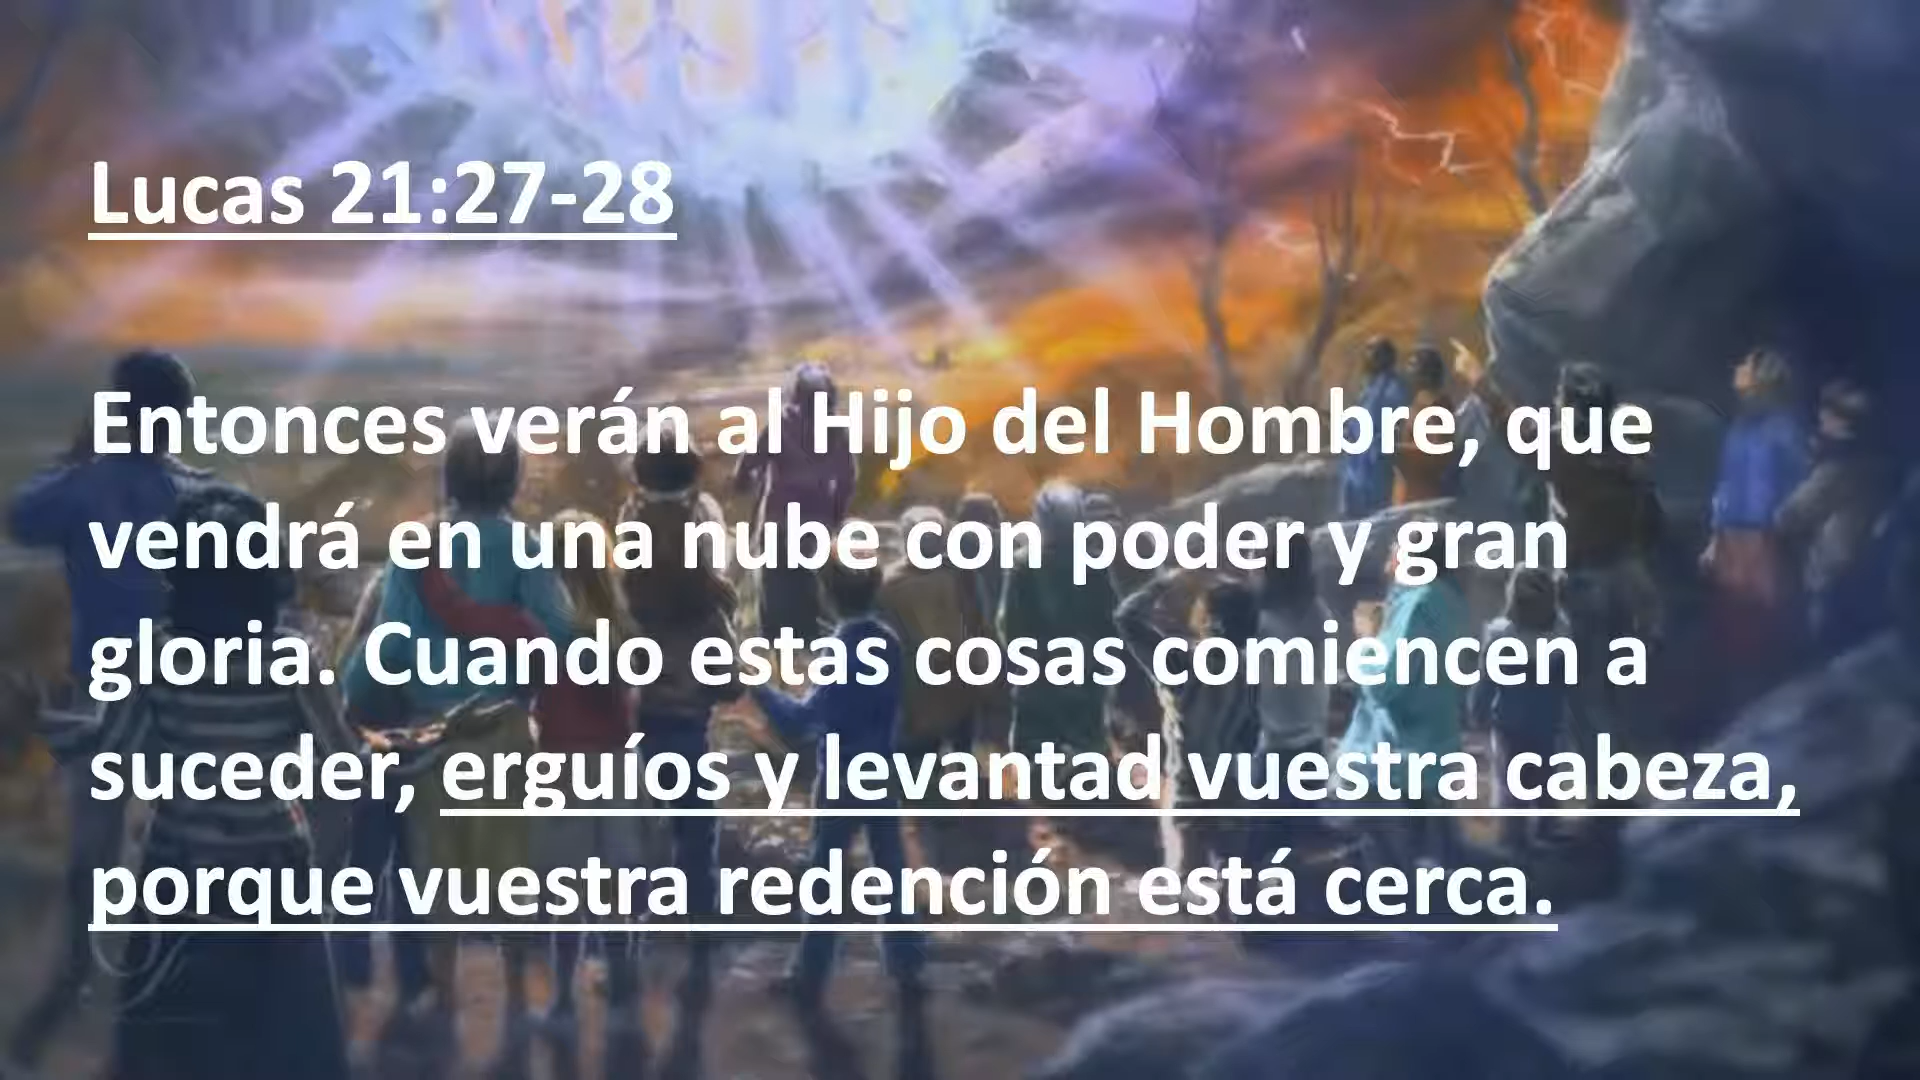 Lucas 21:27-28
Entonces verán al Hijo del Hombre, que
vendrá en una nube con poder y gran
gloria. Cuando estas cosas comiencen a
suceder, erguíos y levantad vuestra cabeza,
porque vuestra redención está cerca.